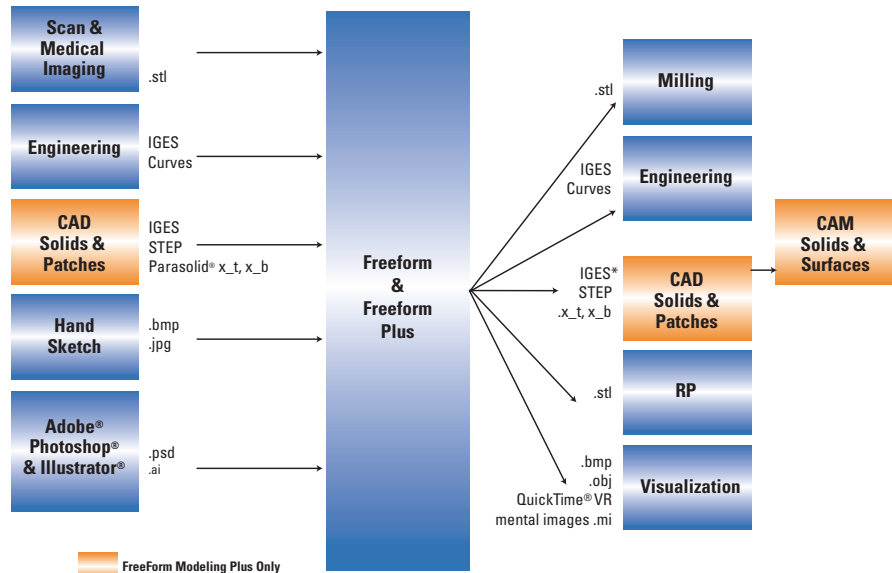 Scan &
Medical
Imaging
.stl
Engineering
IGES
Curves
CAD
Solids &
Patches
IGES
STEP
Parasolid® x_t, x_b
Hand
Sketch
.bmp
.jpg
Adobe®
Photoshop®
& Illustrator®
.psd
.ai
Freeform
&
Freeform
Plus
.stl
Milling
IGES
Curves
Engineering
IGES*
STEP
.x_t, x_b
CAD
Solids &
Patches
CAM
Solids &
Surfaces
.stl
RP
.bmp
.obj
QuickTime® VR
mental images .mi
Visualization
FreeForm Modeling Plus Only